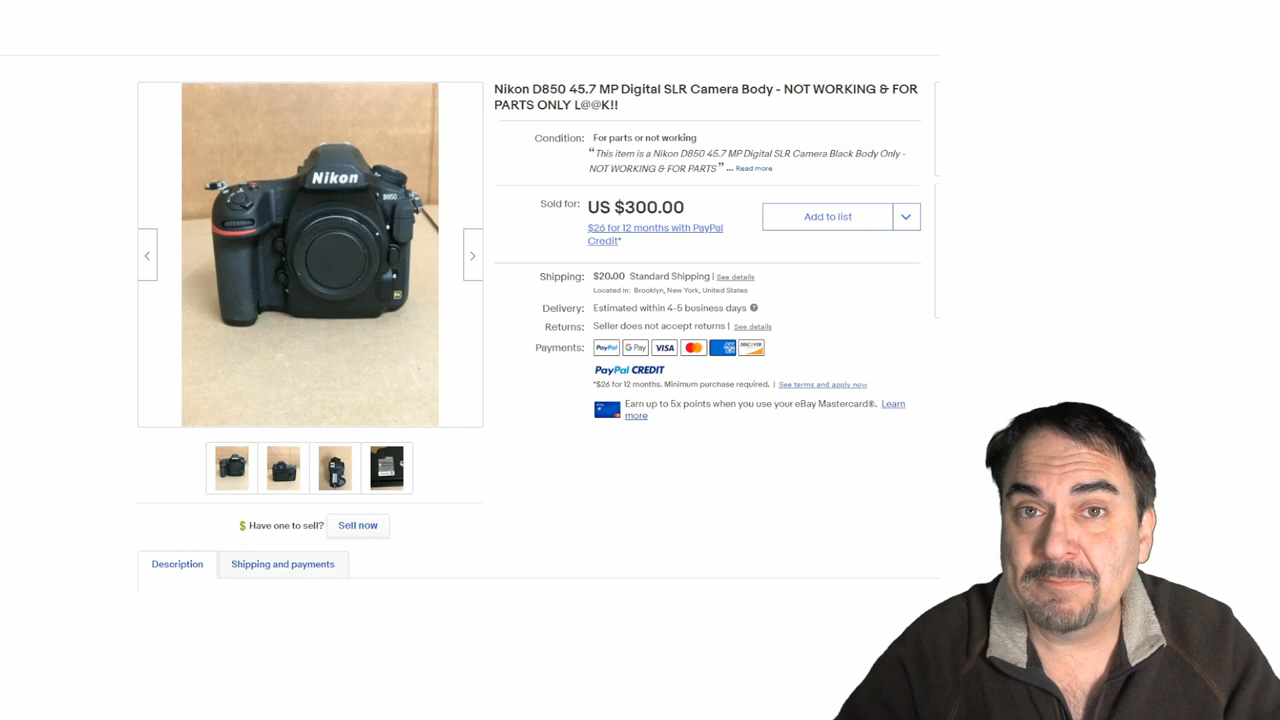 Nikon D850 45.7 MP Digital SLR Camera Body - NOT WORKING & FOR
PARTS ONLY L@@K!!
Condition: For parts or not working
“This item is a Nikon D850 45.7 MP Digital SLR Camera Black Body Only -
NOT WORKING & FOR PARTS” ... Read more
Nikon
D850
Sold for: US $300.00
Add to list
$26 for 12 months with PayPal
Credit*
Shipping: $20.00 Standard Shipping | See details
Located in: Brooklyn, New York, United States
Delivery: Estimated within 4-5 business days ?
Returns: Seller does not accept returns | See details
Payments: PayPal G Pay VISA DISCOVER
PayPal CREDIT
*$26 for 12 months. Minimum purchase required. | See terms and apply now
Earn up to 5x points when you use your eBay Mastercard®. Learn
more
$ Have one to sell? Sell now
Description
Shipping and payments